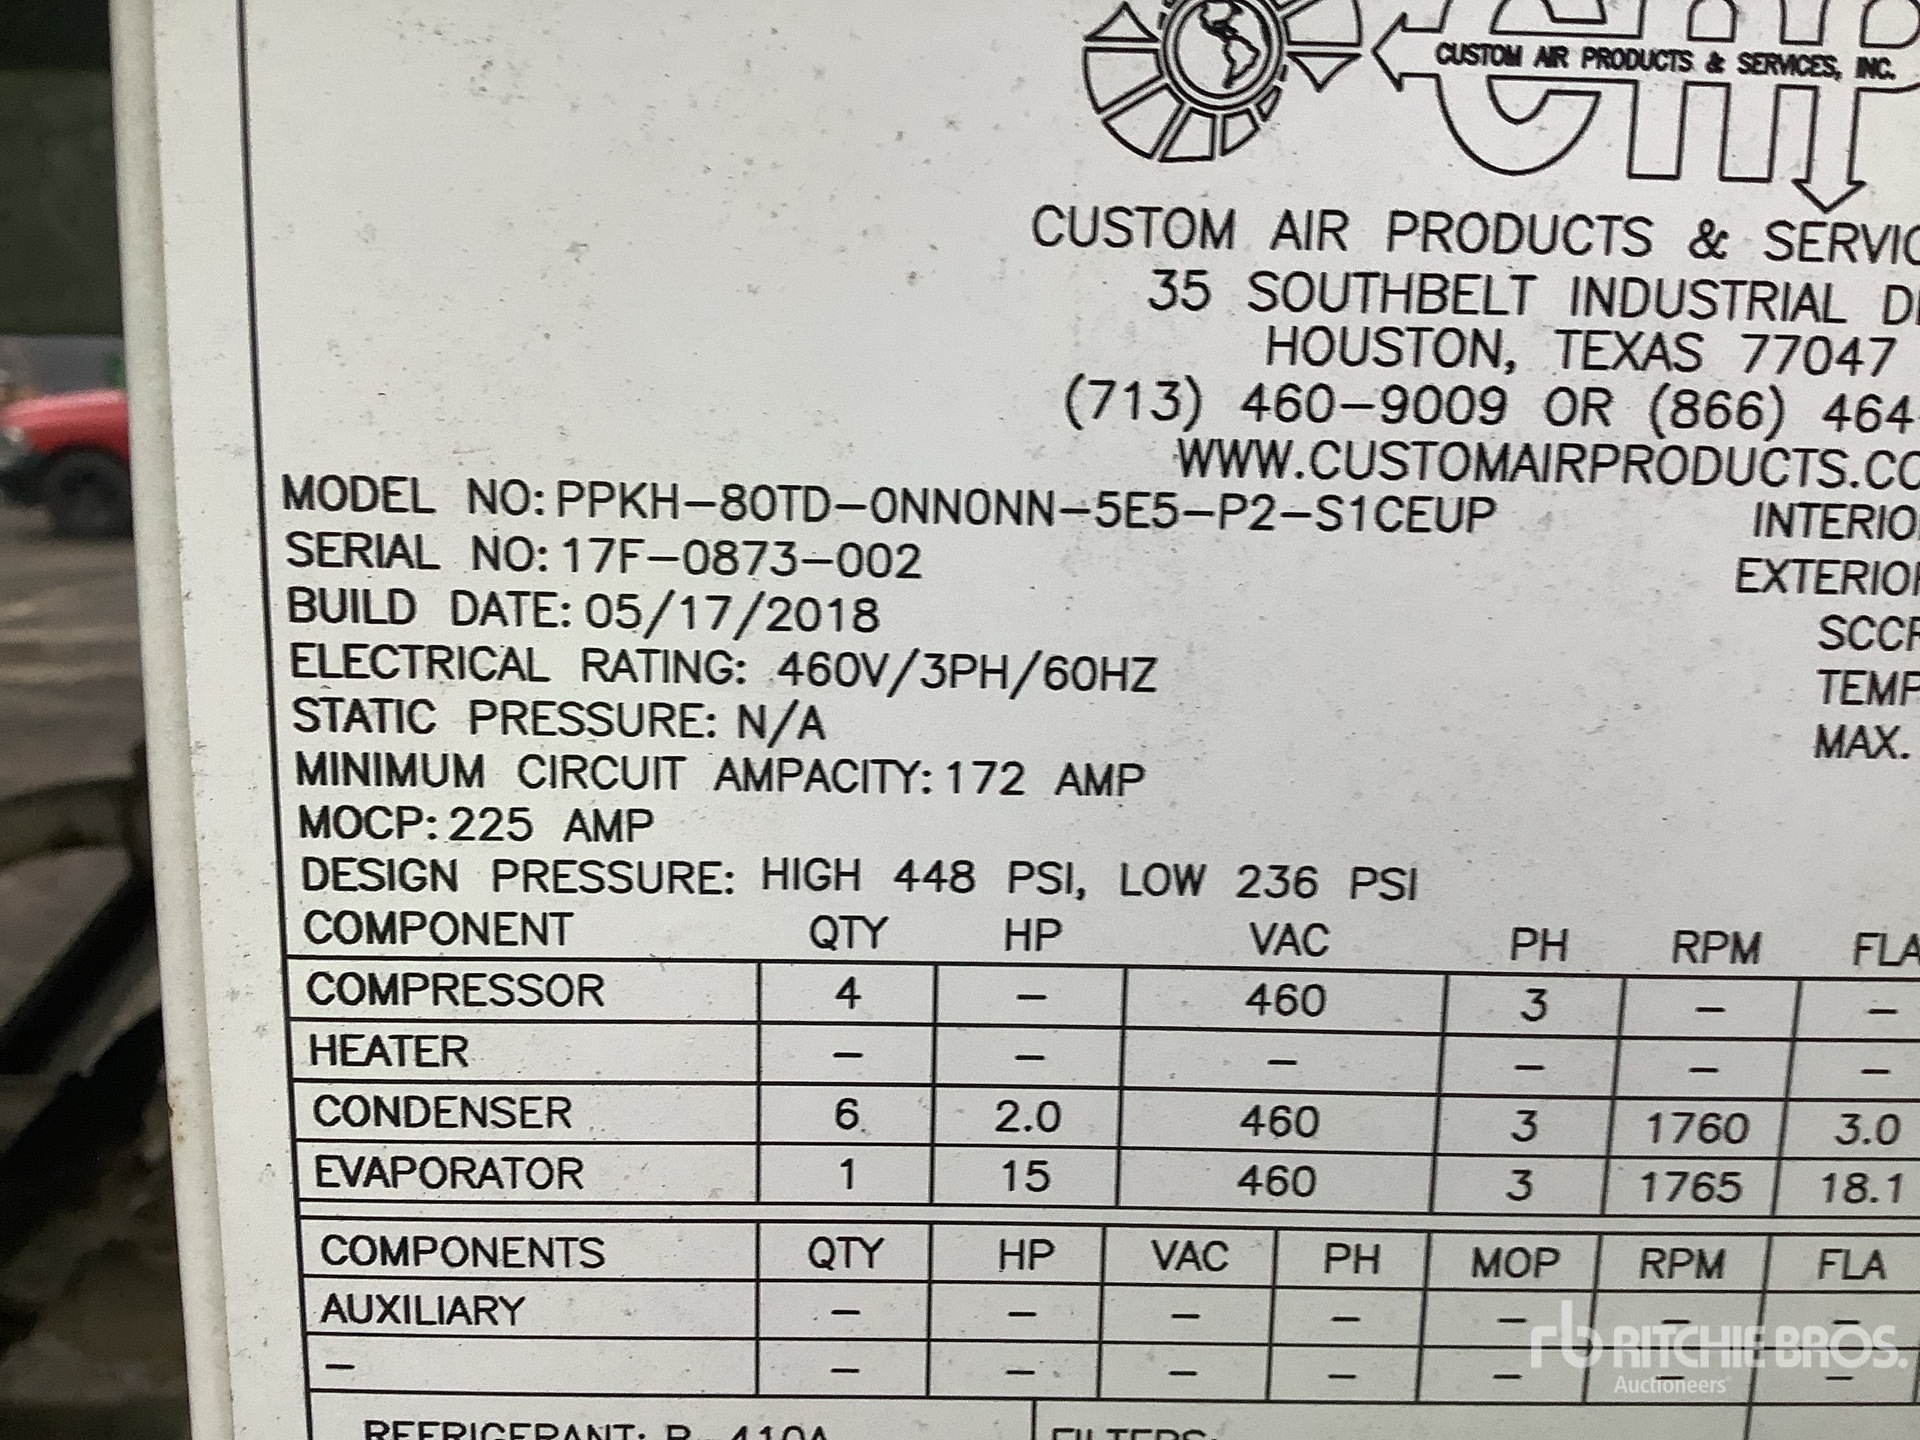 CUSTOM AIR PRODUCTS & SERVICES, INC.
CUSTOM AIR PRODUCTS &
35 SOUTHBELT INDUSTRIAL
HOUSTON, TEXAS 77047
(713) 460-9009 OR (866) 464-
WWW.CUSTOMAIRPRODUCTS.CO
MODEL NO: PPKH-80TD-0NN0NN-5E5-P2-S1CEUP
SERIAL NO: 17F-0873-002
BUILD DATE: 05/17/2018
ELECTRICAL RATING: 460V/3PH/60HZ
STATIC PRESSURE: N/A
MINIMUM CIRCUIT AMPACITY: 172 AMP
MOCP: 225 AMP
INTERIO
EXTERIO
SCC
TEMP
MAX.
DESIGN PRESSURE: HIGH 448 PSI, LOW 236 PSI
COMPONENT QTY HP VAC PH RPM FLA
COMPRESSOR 4 - 460 3 - -
HEATER - - - - - -
CONDENSER 6 2.0 460 3 1760 3.0
EVAPORATOR 1 15 460 3 1765 18.1
COMPONENTS QTY HP VAC PH MOP RPM FLA
AUXILIARY - - - - - - -
- - - - - - - -
REFRIGERANT: R-410A FILTERS:
rb RITCHIE BROS.
Auctioneers